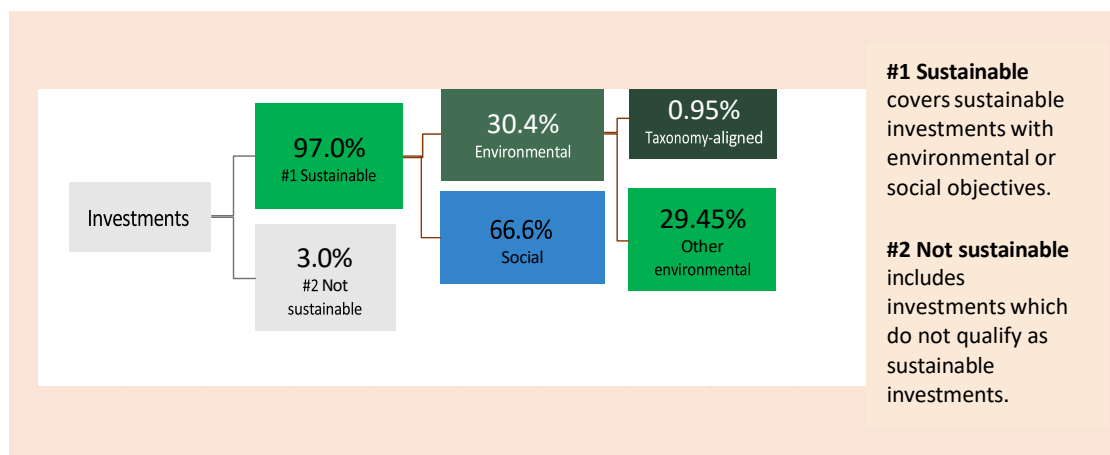 Investments
97.0%
#1 Sustainable
3.0%
#2 Not
sustainable
30.4%
Environmental
66.6%
Social
0.95%
Taxonomy-aligned
29.45%
Other
environmental
#1 Sustainable
covers sustainable
investments with
environmental or
social objectives.
#2 Not sustainable
includes
investments which
do not qualify as
sustainable
investments.